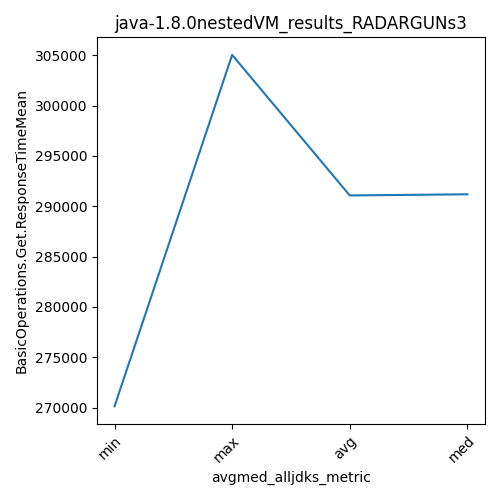 java-1.8.0nestedVM_results_RADARGUNs3
BasicOperations.Get.ResponseTimeMean
305000
300000
295000
290000
285000
280000
275000
270000
min
max
avg
med
avgmed_alljdks_metric